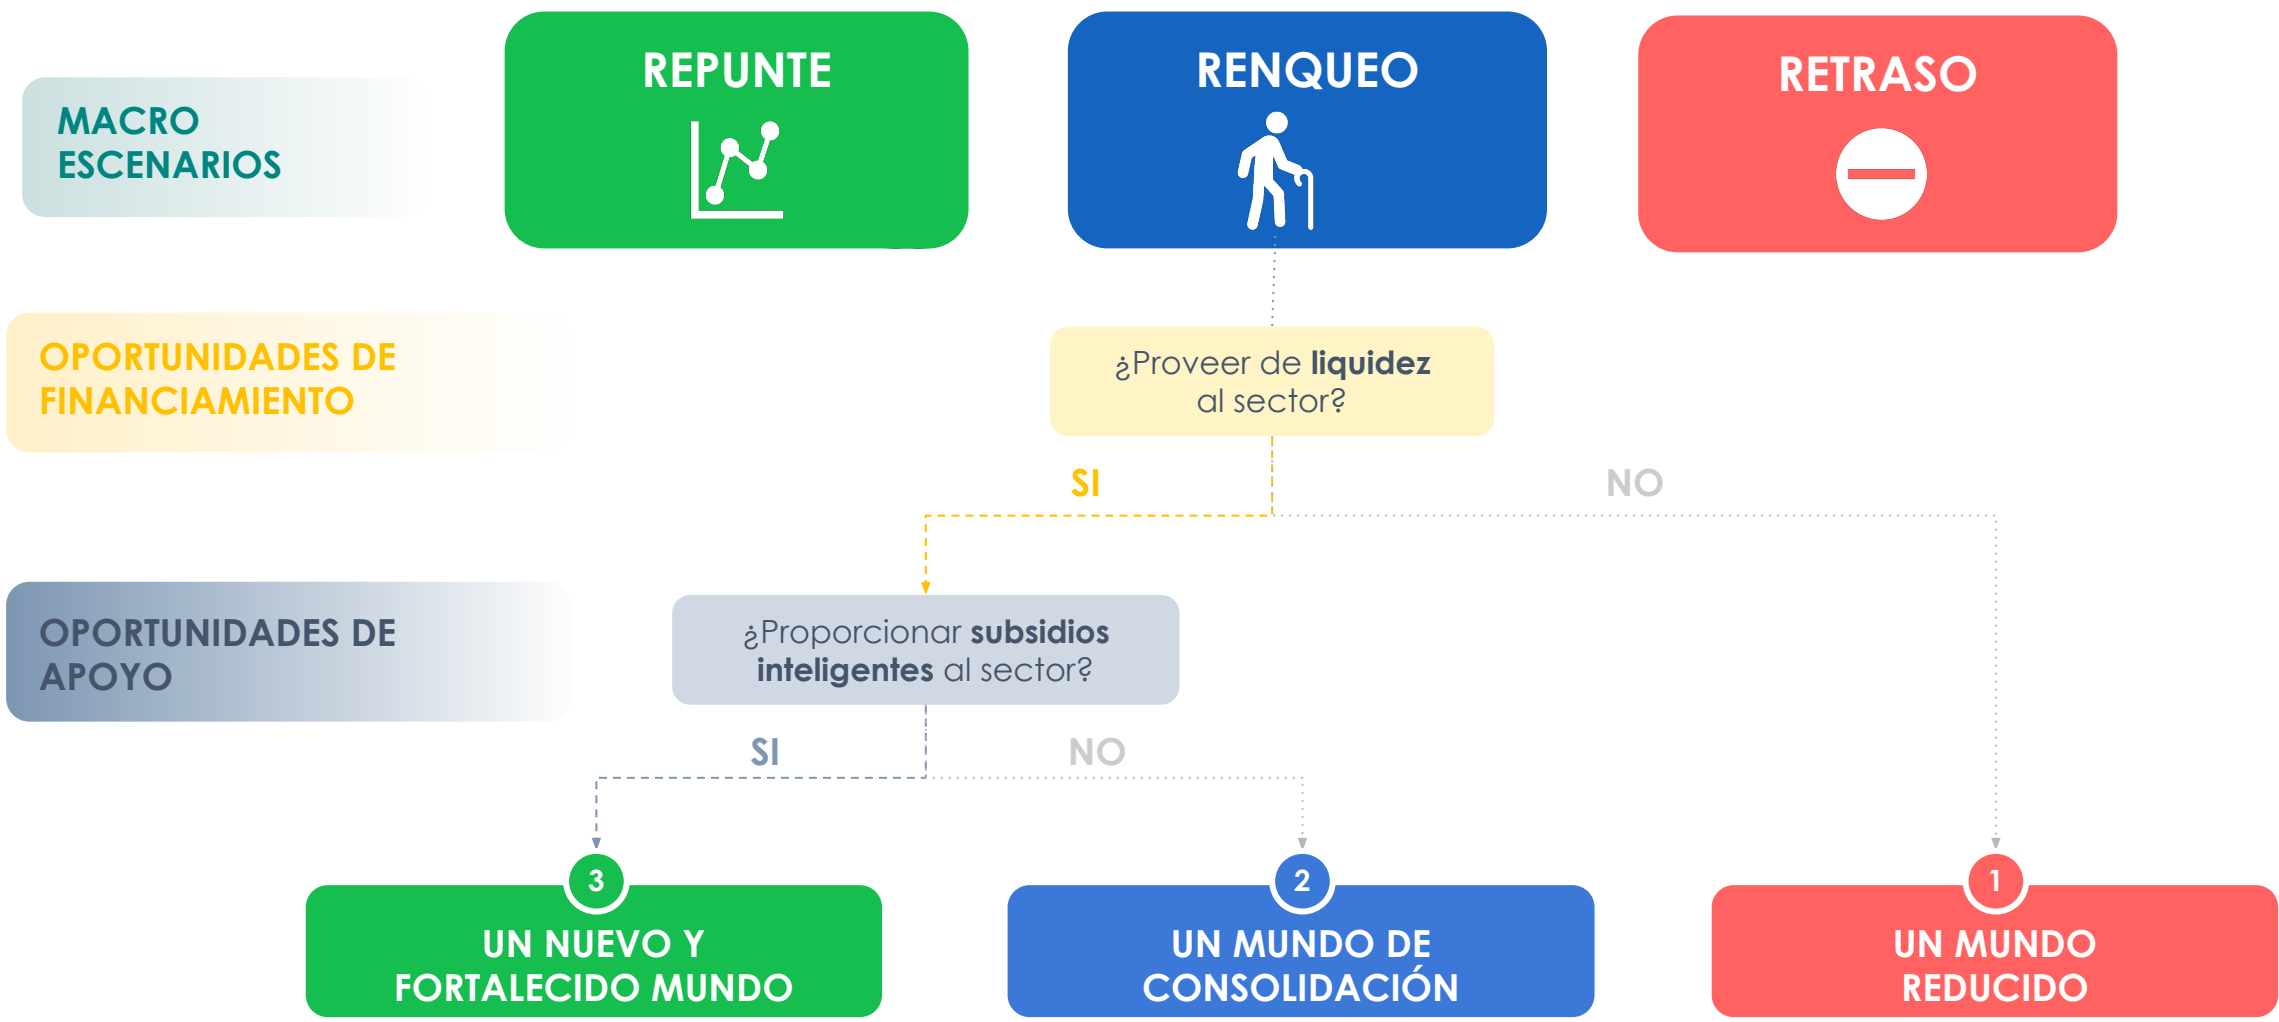 REPUNTE
RENQUEO
RETRASO
MACRO
ESCENARIOS
OPORTUNIDADES DE
FINANCIAMIENTO
¿Proveer de liquidez
al sector?
SI
NO
OPORTUNIDADES DE
APOYO
¿Proporcionar subsidios
inteligentes al sector?
SI
NO
3
UN NUEVO Y
FORTALECIDO MUNDO
2
UN MUNDO DE
CONSOLIDACIÓN
1
UN MUNDO
REDUCIDO